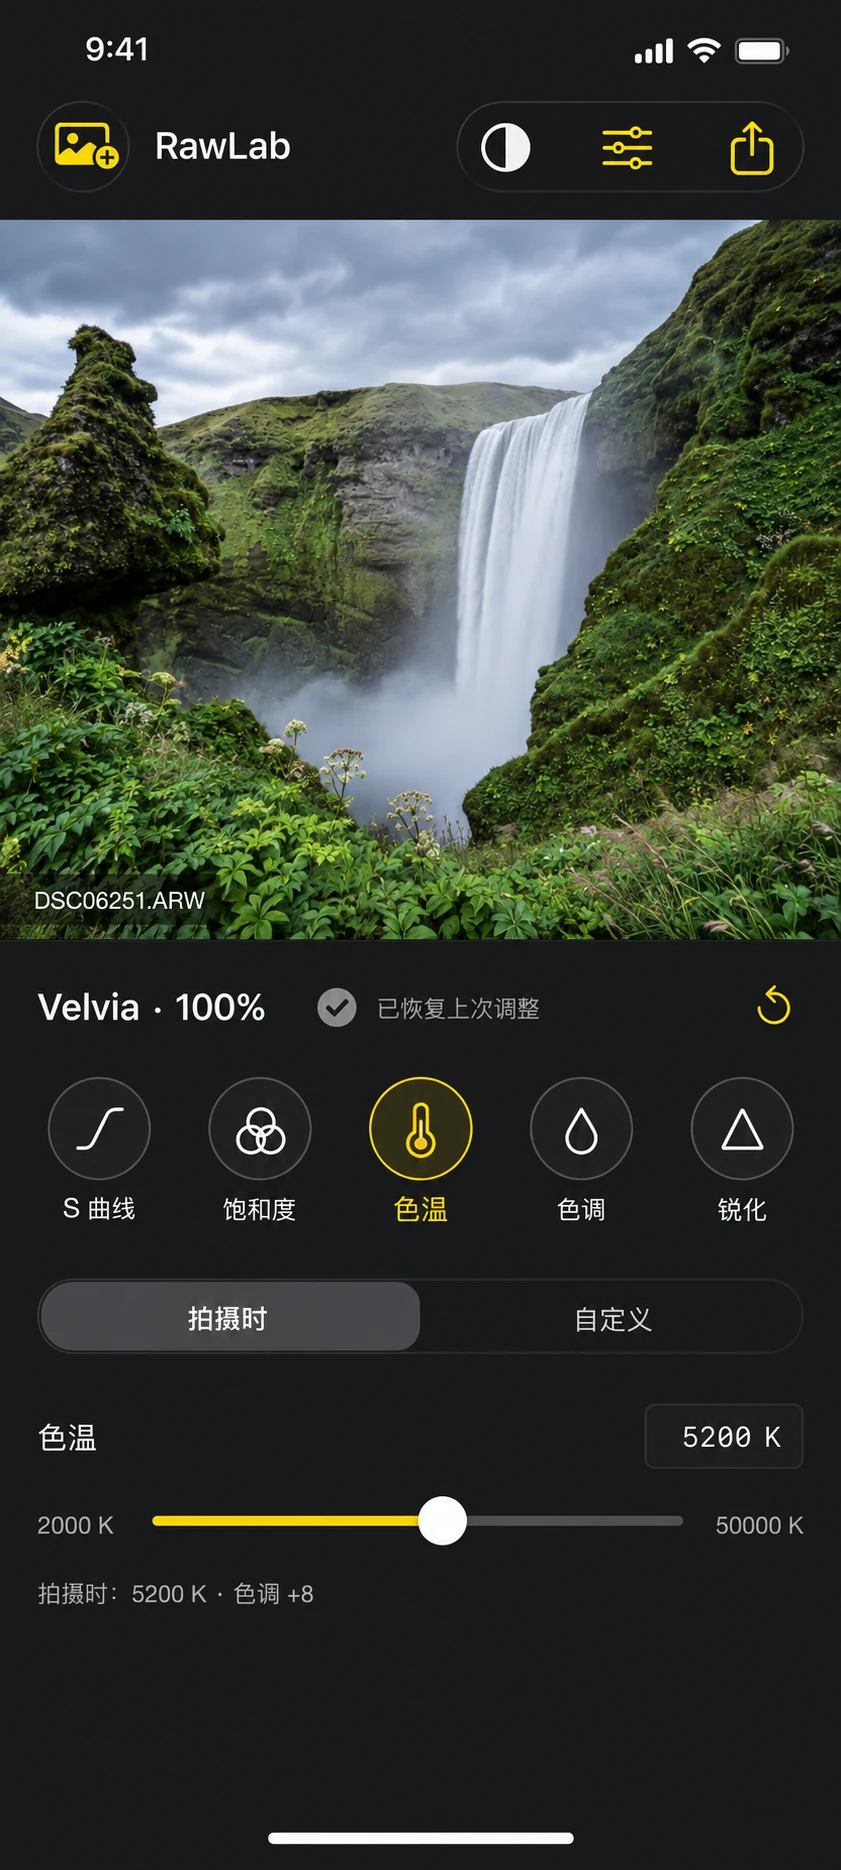 9:41
RawLab
DSC06251.ARW
Velvia · 100%
已恢复上次调整
S 曲线
饱和度
色温
色调
锐化
拍摄时
自定义
色温
5200 K
2000 K
50000 K
拍摄时：5200 K · 色调 +8